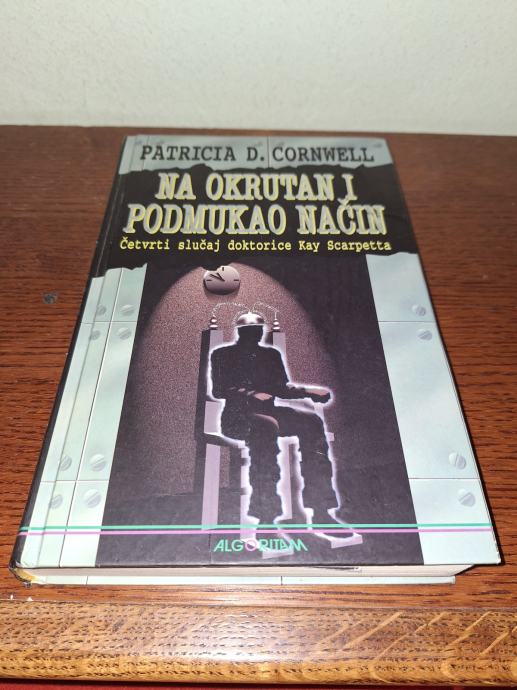 PATRICIA D. CORNWELL
NA OKRUTAN I
PODMUKAO NAČIN
Četvrti slučaj doktorice Kay Scarpetta
ALGORITAM